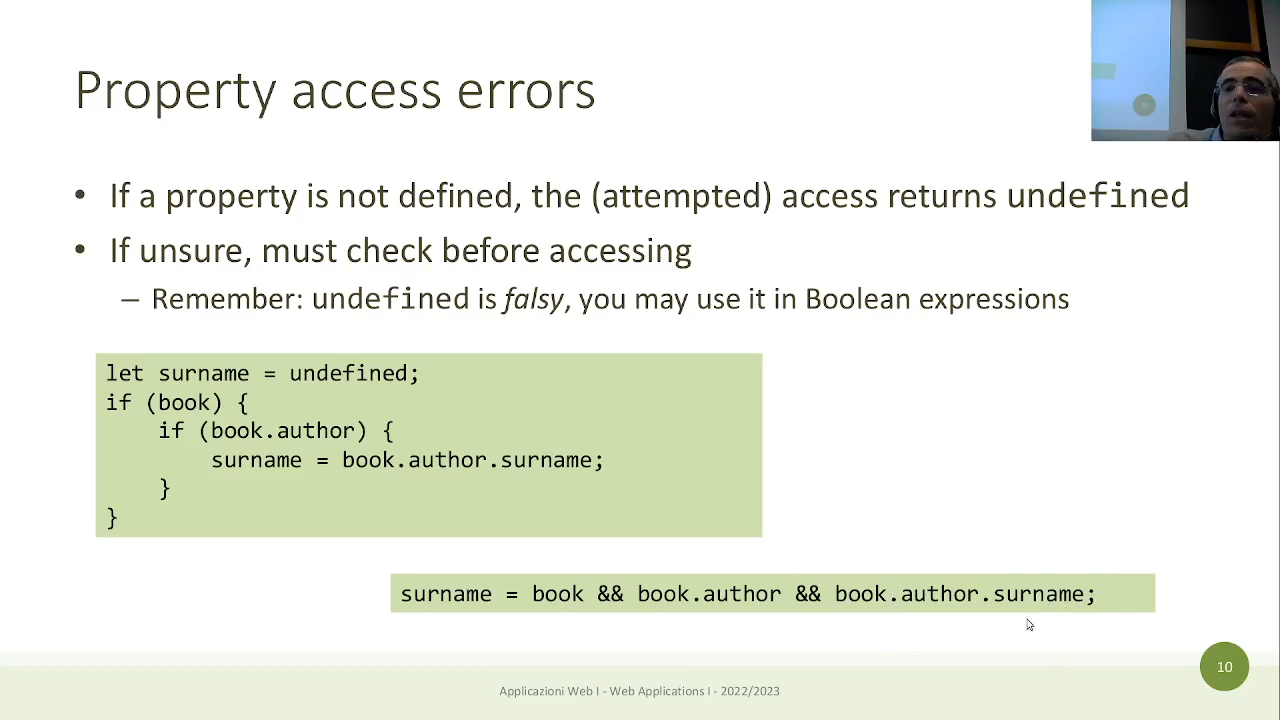 Property access errors
• If a property is not defined, the (attempted) access returns undefined
• If unsure, must check before accessing
– Remember: undefined is falsy, you may use it in Boolean expressions
let surname = undefined;
if (book) {
    if (book.author) {
        surname = book.author.surname;
    }
}
surname = book && book.author && book.author.surname;
10
Applicazioni Web I - Web Applications I - 2022/2023